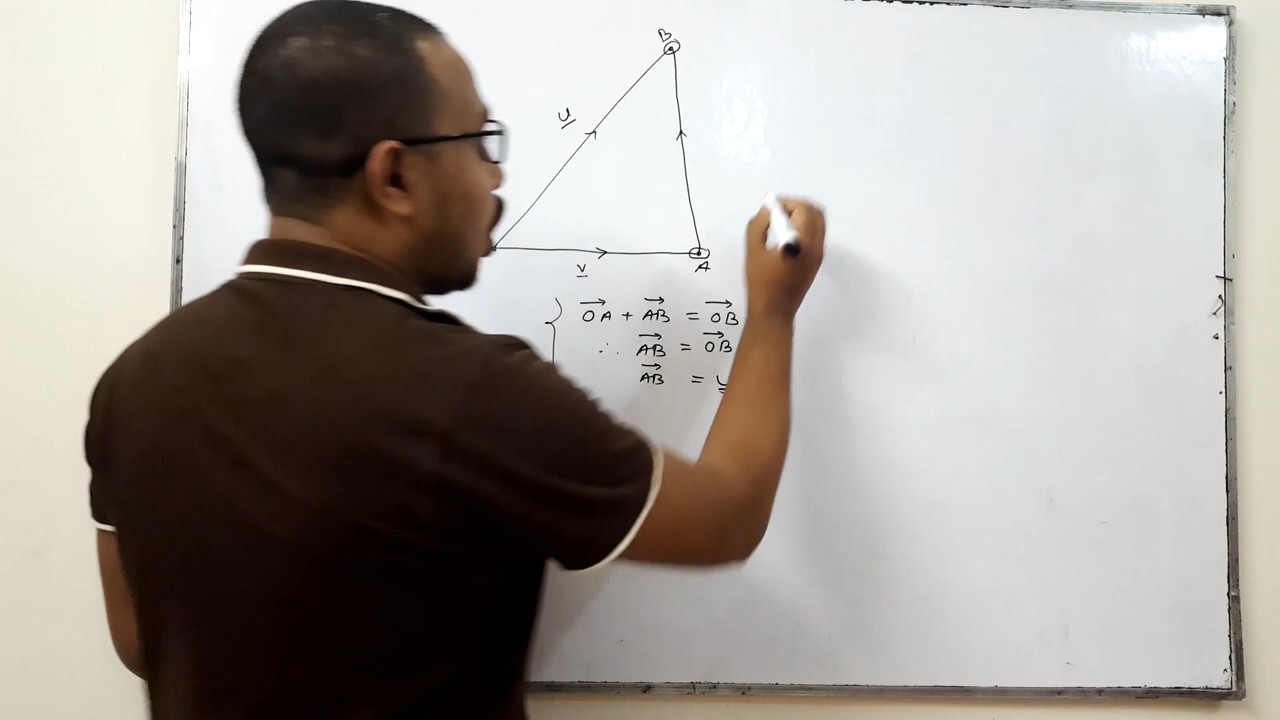 B
u
v
A
OA + AB = OB
∴ AB = OB
AB =